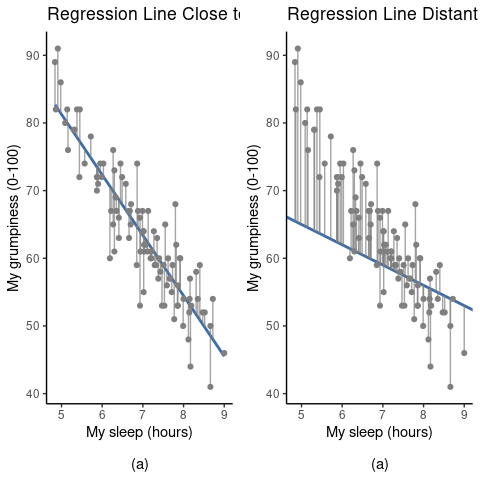 Regression Line Close to
Regression Line Distant
My grumpiness (0-100)
90
80
70
60
50
40
5 6 7 8 9
My sleep (hours)
(a)
My grumpiness (0-100)
90
80
70
60
50
40
5 6 7 8 9
My sleep (hours)
(a)